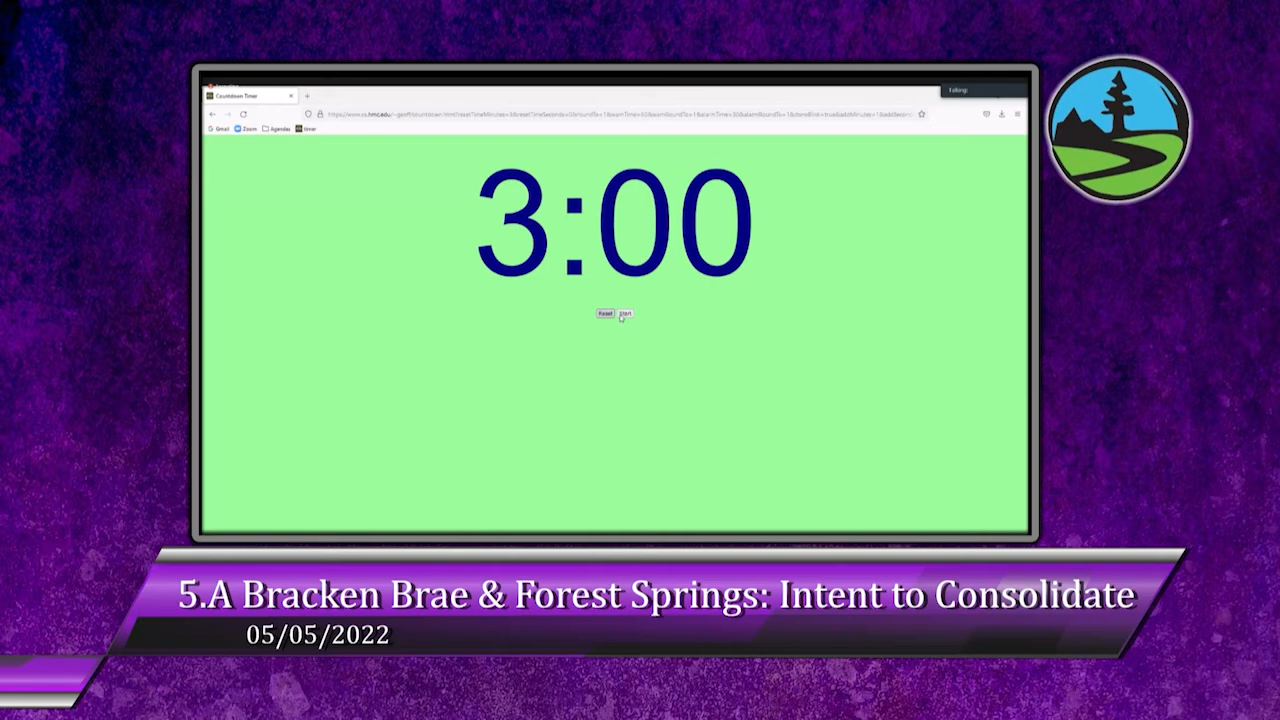 Countdown Timer
Talking:
Gmail Zoom Agendas timer
3:00
Reset Start
5.A Bracken Brae & Forest Springs: Intent to Consolidate
05/05/2022